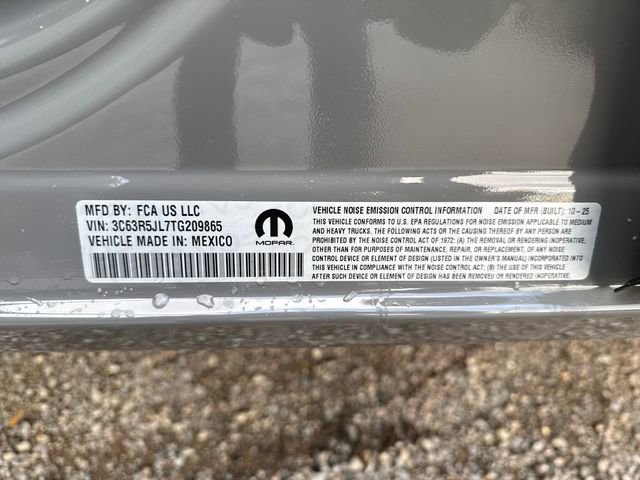 MFD BY: FCA US LLC
VIN: 3C63R5JL7TG209865
VEHICLE MADE IN: MEXICO
MOPAR
VEHICLE NOISE EMISSION CONTROL INFORMATION DATE OF MFR (BUILT): 10-25
THIS VEHICLE CONFORMS TO U.S. EPA REGULATIONS FOR NOISE EMISSION APPLICABLE TO MEDIUM
AND HEAVY TRUCKS. THE FOLLOWING ACTS OR THE CAUSING THEREOF BY ANY PERSON ARE
PROHIBITED BY THE NOISE CONTROL ACT OF 1972: (A) THE REMOVAL OR RENDERING INOPERATIVE,
OTHER THAN FOR PURPOSES OF MAINTENANCE, REPAIR, OR REPLACEMENT, OF ANY NOISE
CONTROL DEVICE OR ELEMENT OF DESIGN (LISTED IN THE OWNER'S MANUAL) INCORPORATED INTO
THIS VEHICLE IN COMPLIANCE WITH THE NOISE CONTROL ACT; (B) THE USE OF THIS VEHICLE
AFTER SUCH DEVICE OR ELEMENT OF DESIGN HAS BEEN REMOVED OR RENDERED INOPERATIVE.